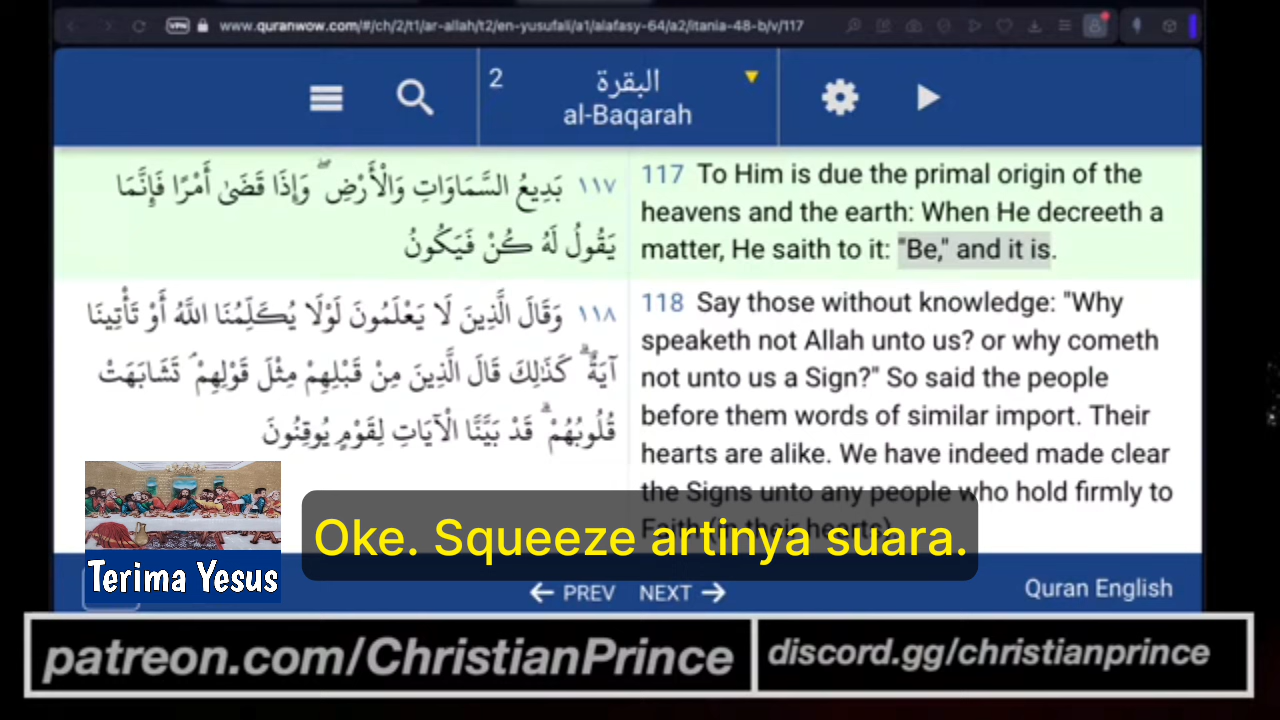 www.quranwow.com/#/ch/2/t1/ar-allah/t2/en-yusufali/a1/alafasy-64/a2/itania-48-b/v/117
VPN
2
البقرة
al-Baqarah
١١٧ بَدِيعُ السَّمَاوَاتِ وَالْأَرْضِ ۖ وَإِذَا قَضَىٰ أَمْرًا فَإِنَّمَا
يَقُولُ لَهُ كُنْ فَيَكُونُ
117 To Him is due the primal origin of the
heavens and the earth: When He decreeth a
matter, He saith to it: "Be," and it is.
١١٨ وَقَالَ الَّذِينَ لَا يَعْلَمُونَ لَوْلَا يُكَلِّمُنَا اللَّهُ أَوْ تَأْتِينَا
آيَةٌ ۗ كَذَٰلِكَ قَالَ الَّذِينَ مِنْ قَبْلِهِمْ مِثْلَ قَوْلِهِمْ ۘ تَشَابَهَتْ
قُلُوبُهُمْ ۗ قَدْ بَيَّنَّا الْآيَاتِ لِقَوْمٍ يُوقِنُونَ
118 Say those without knowledge: "Why
speaketh not Allah unto us? or why cometh
not unto us a Sign?" So said the people
before them words of similar import. Their
hearts are alike. We have indeed made clear
the Signs unto any people who hold firmly to
Faith (in their hearts).
Oke. Squeeze artinya suara.
Terima Yesus
← PREV NEXT →
Quran English
patreon.com/ChristianPrince
discord.gg/christianprince